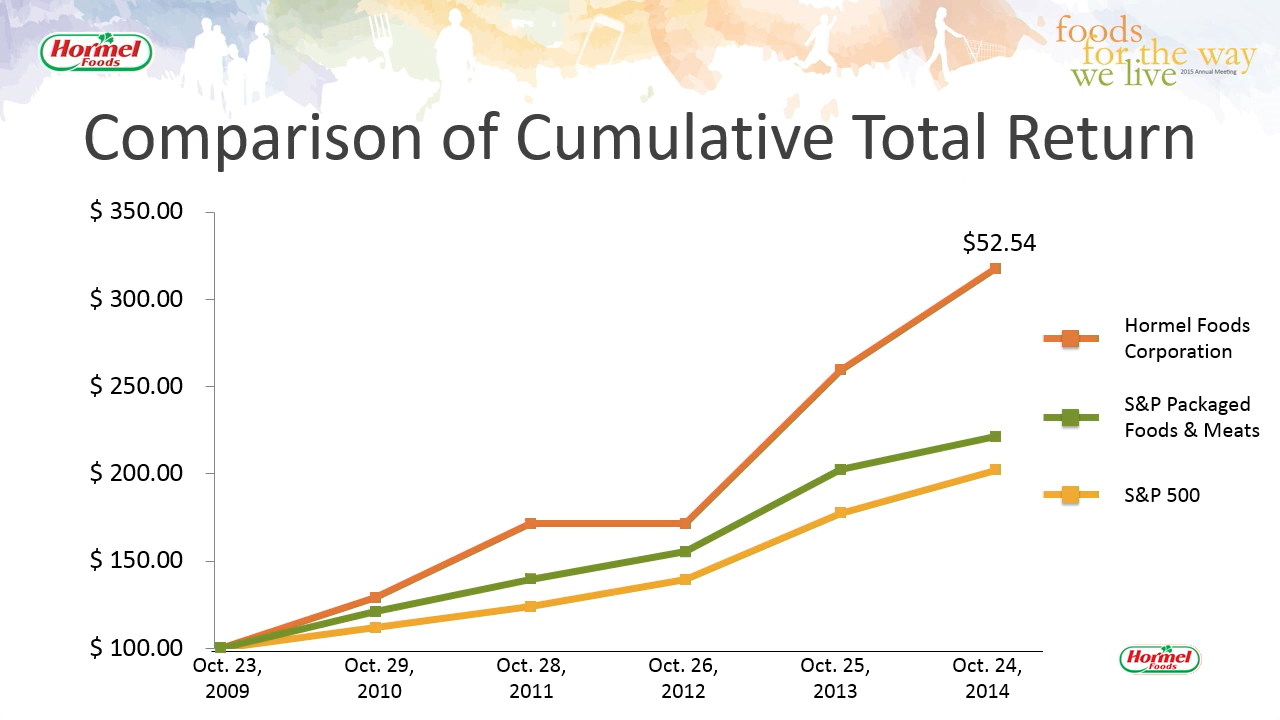 Hormel
Foods
foods
for the way
we live
2015 Annual Meeting
Comparison of Cumulative Total Return
$ 350.00
$ 300.00
$ 250.00
$ 200.00
$ 150.00
$ 100.00
$52.54
Oct. 23,
2009
Oct. 29,
2010
Oct. 28,
2011
Oct. 26,
2012
Oct. 25,
2013
Oct. 24,
2014
Hormel Foods
Corporation
S&P Packaged
Foods & Meats
S&P 500
Hormel
Foods